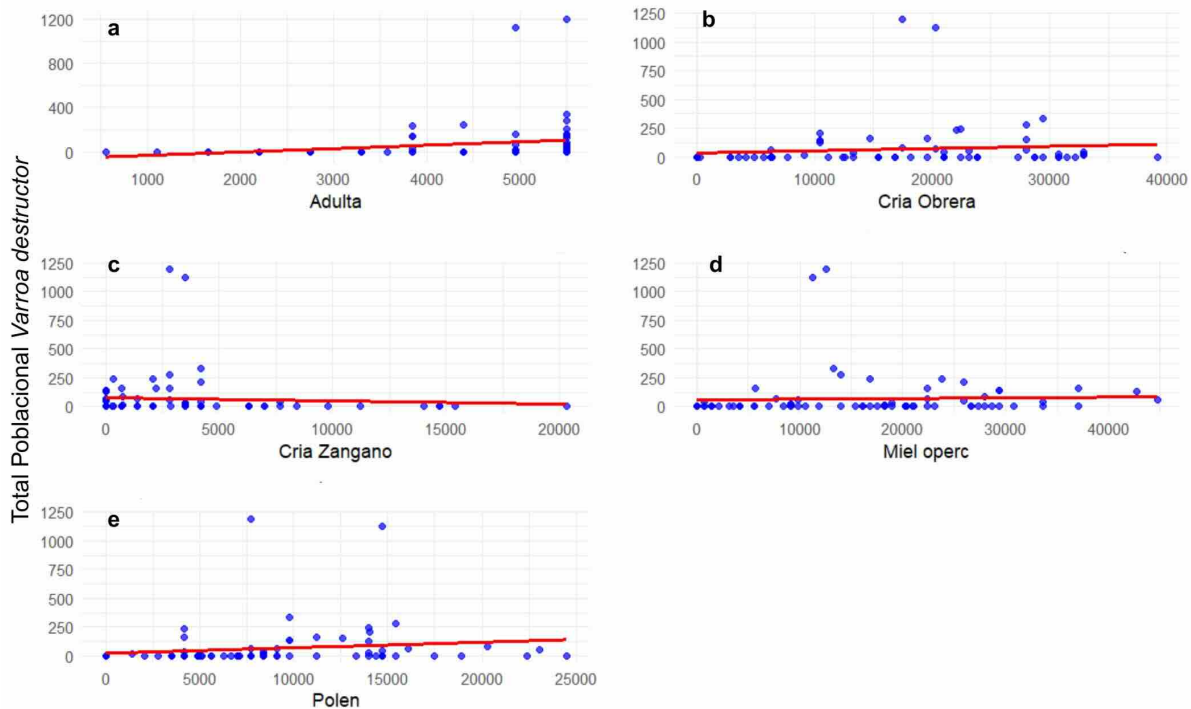 Total Poblacional Varroa destructor
a
1200
800
400
0
1000 2000 3000 4000 5000
Adulta
b
1250
1000
750
500
250
0
0 10000 20000 30000 40000
Cria Obrera
c
1250
1000
750
500
250
0
0 5000 10000 15000 20000
Cria Zangano
d
1250
1000
750
500
250
0
0 10000 20000 30000 40000
Miel operc
e
1250
1000
750
500
250
0
0 5000 10000 15000 20000 25000
Polen